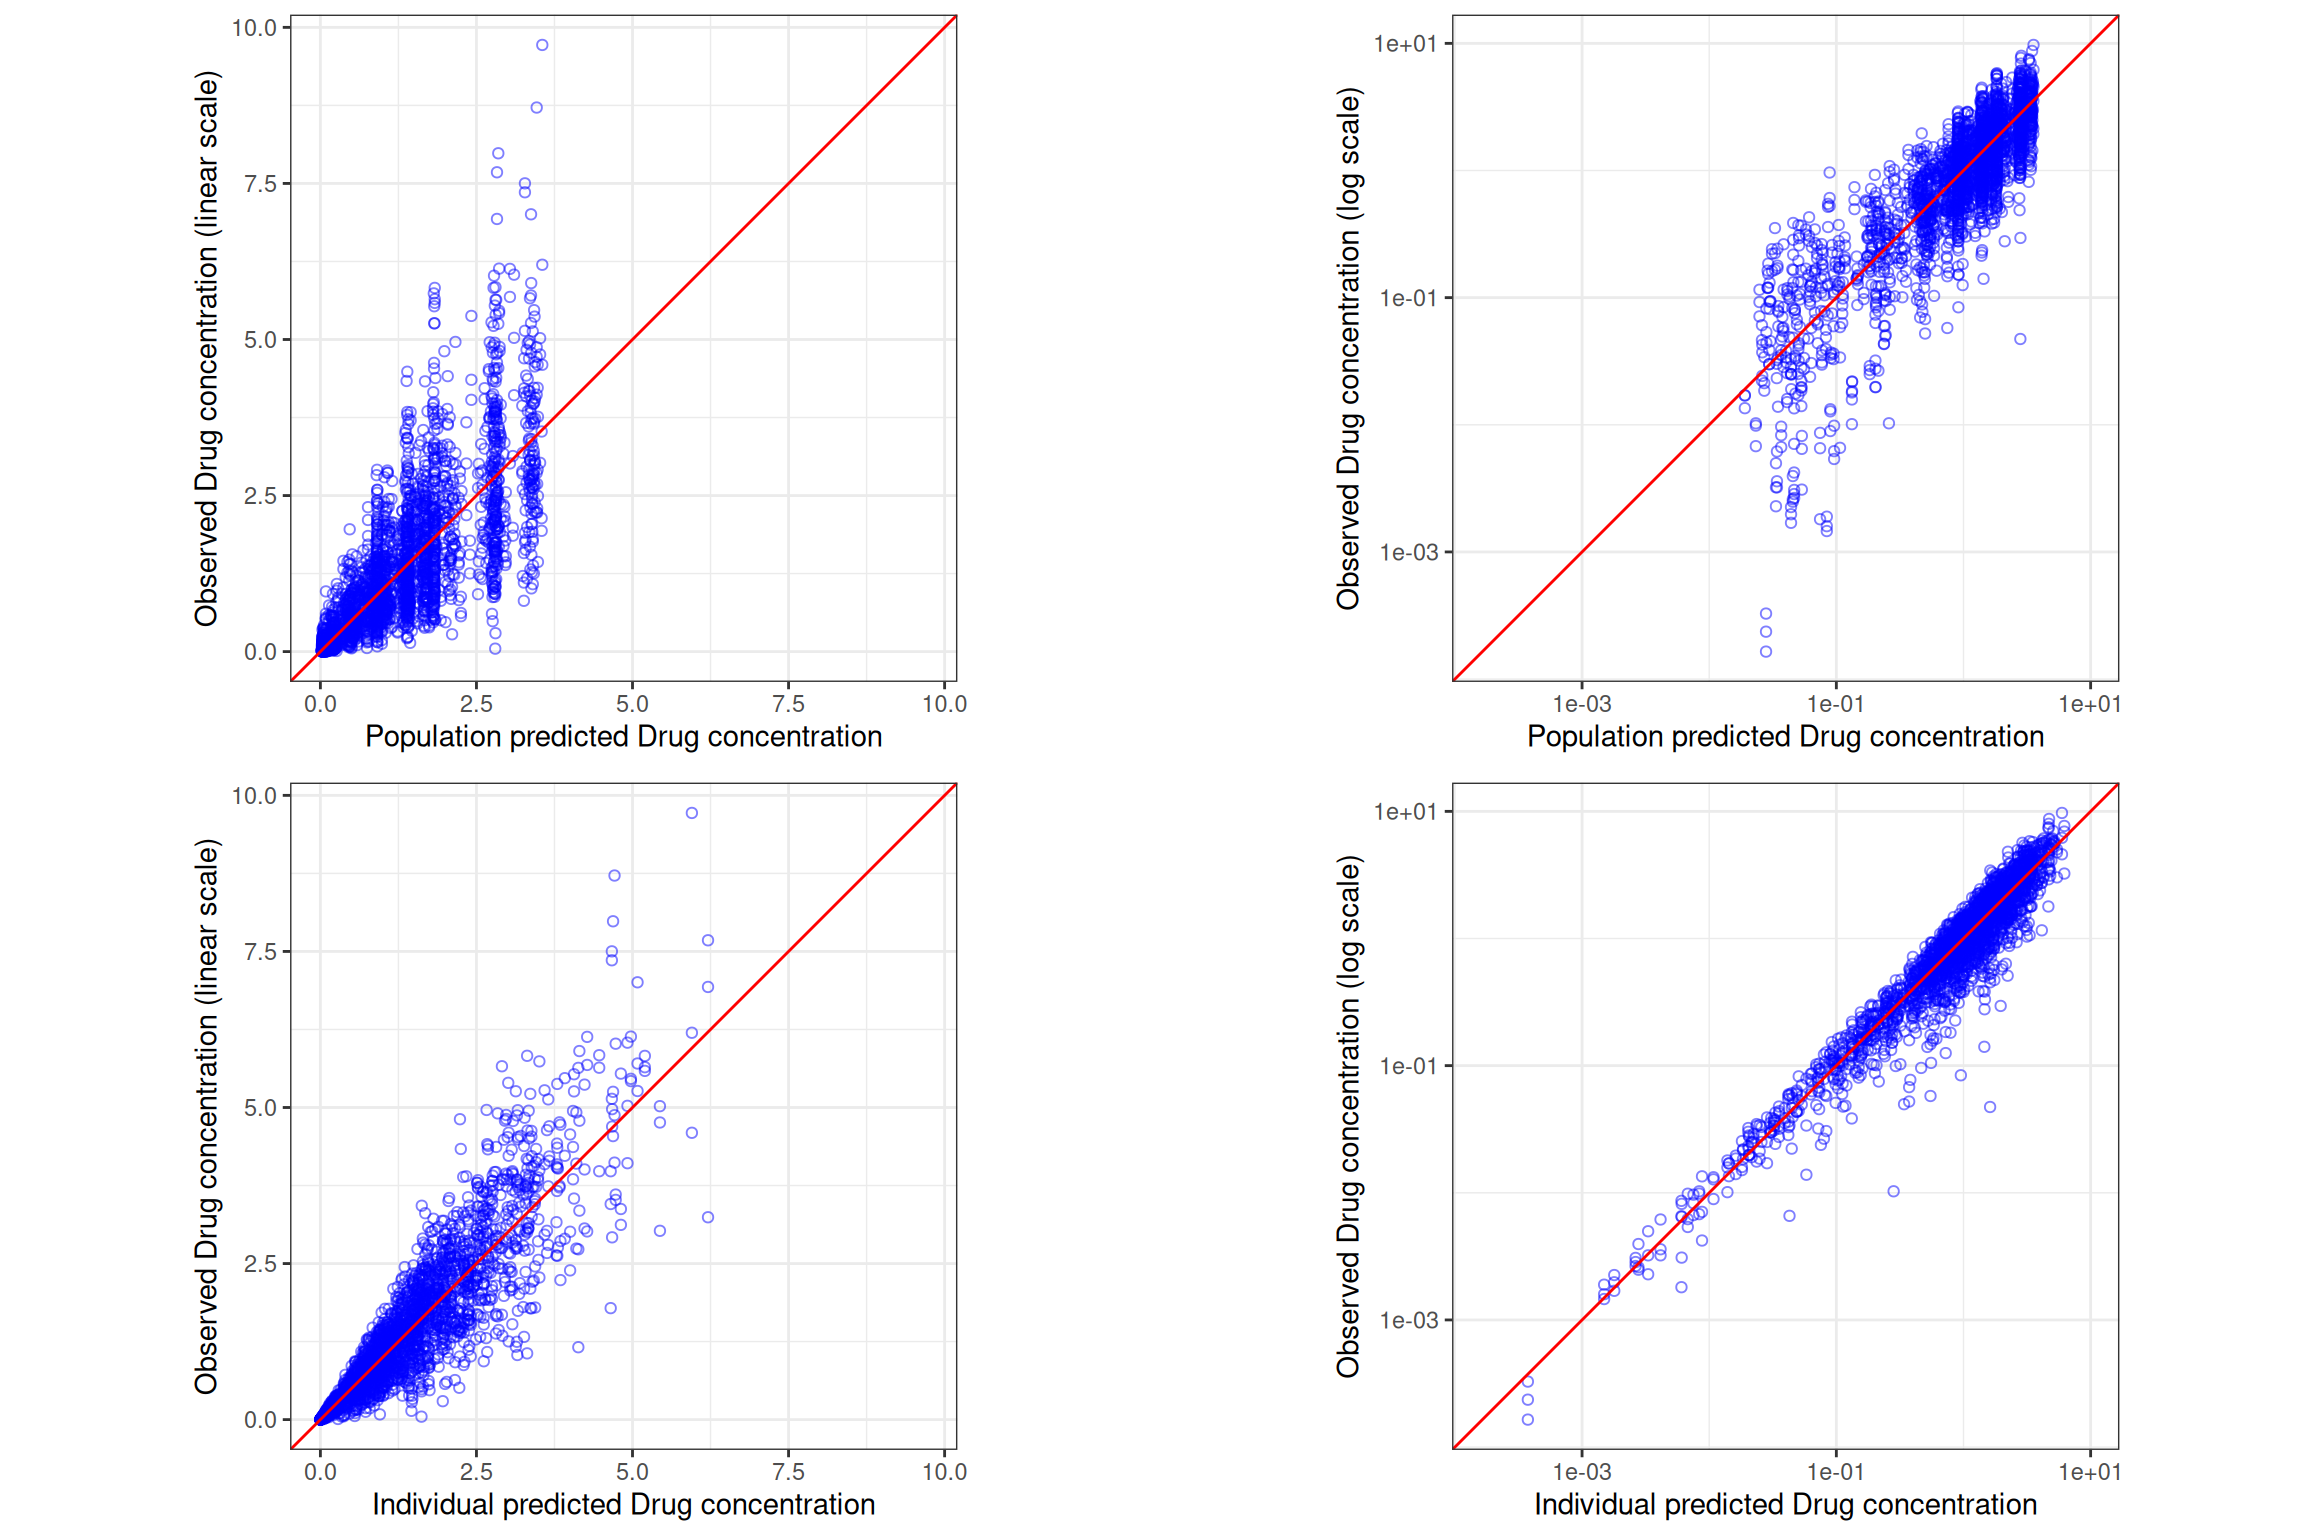 10.0
7.5
5.0
2.5
0.0
Observed Drug concentration (linear scale)
0.0 2.5 5.0 7.5 10.0
Population predicted Drug concentration
1e+01
1e-01
1e-03
Observed Drug concentration (log scale)
1e-03 1e-01 1e+01
Population predicted Drug concentration
10.0
7.5
5.0
2.5
0.0
Observed Drug concentration (linear scale)
0.0 2.5 5.0 7.5 10.0
Individual predicted Drug concentration
1e+01
1e-01
1e-03
Observed Drug concentration (log scale)
1e-03 1e-01 1e+01
Individual predicted Drug concentration